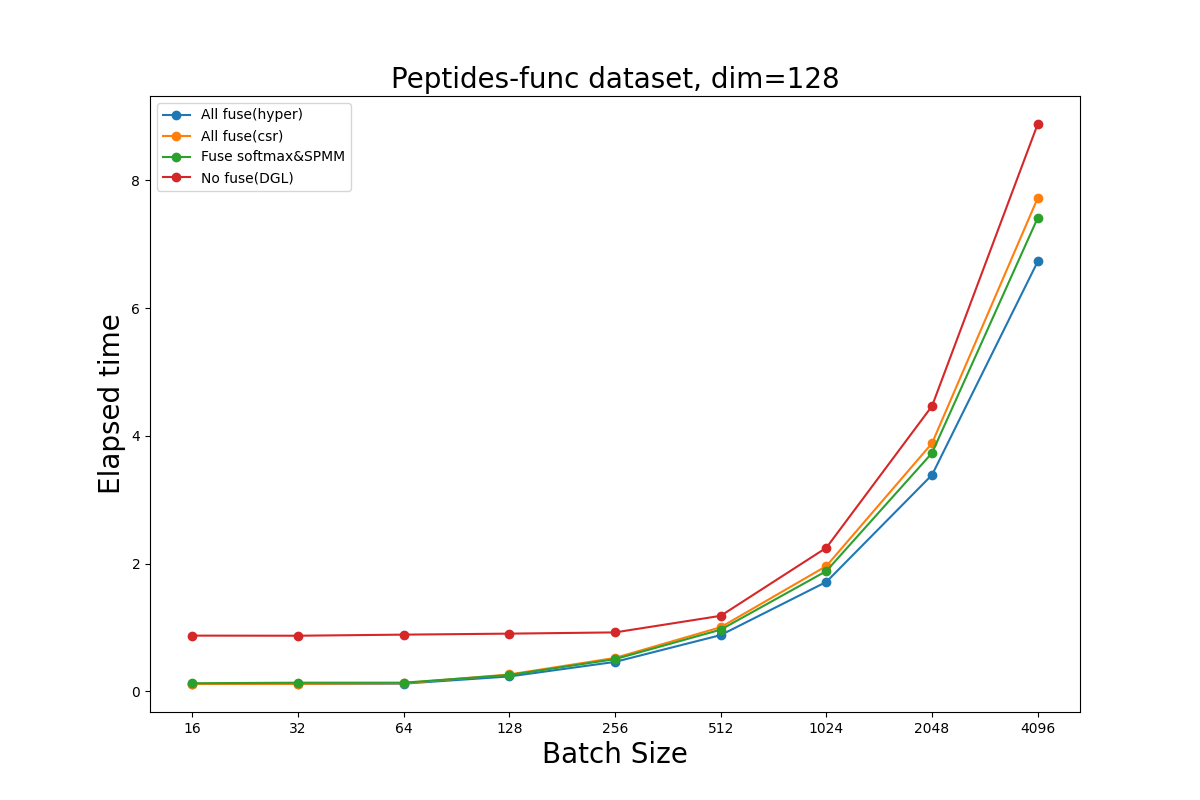 Peptides-func dataset, dim=128
All fuse(hyper)
All fuse(csr)
Fuse softmax&SPMM
No fuse(DGL)
8
6
4
2
0
Elapsed time
16 32 64 128 256 512 1024 2048 4096
Batch Size